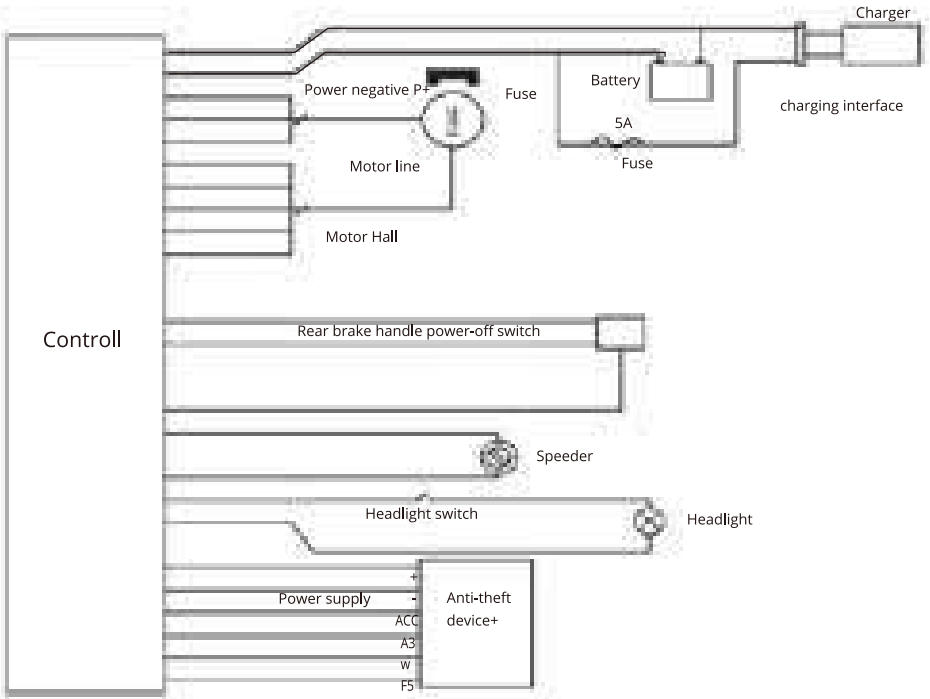 Charger
Battery
Power negative P+
Fuse
charging interface
5A
Fuse
Motor line
Motor Hall
Controll
Rear brake handle power-off switch
Speeder
Headlight switch
Headlight
+
Power supply
-
Anti-theft
device+
ACC
A3
w
F5